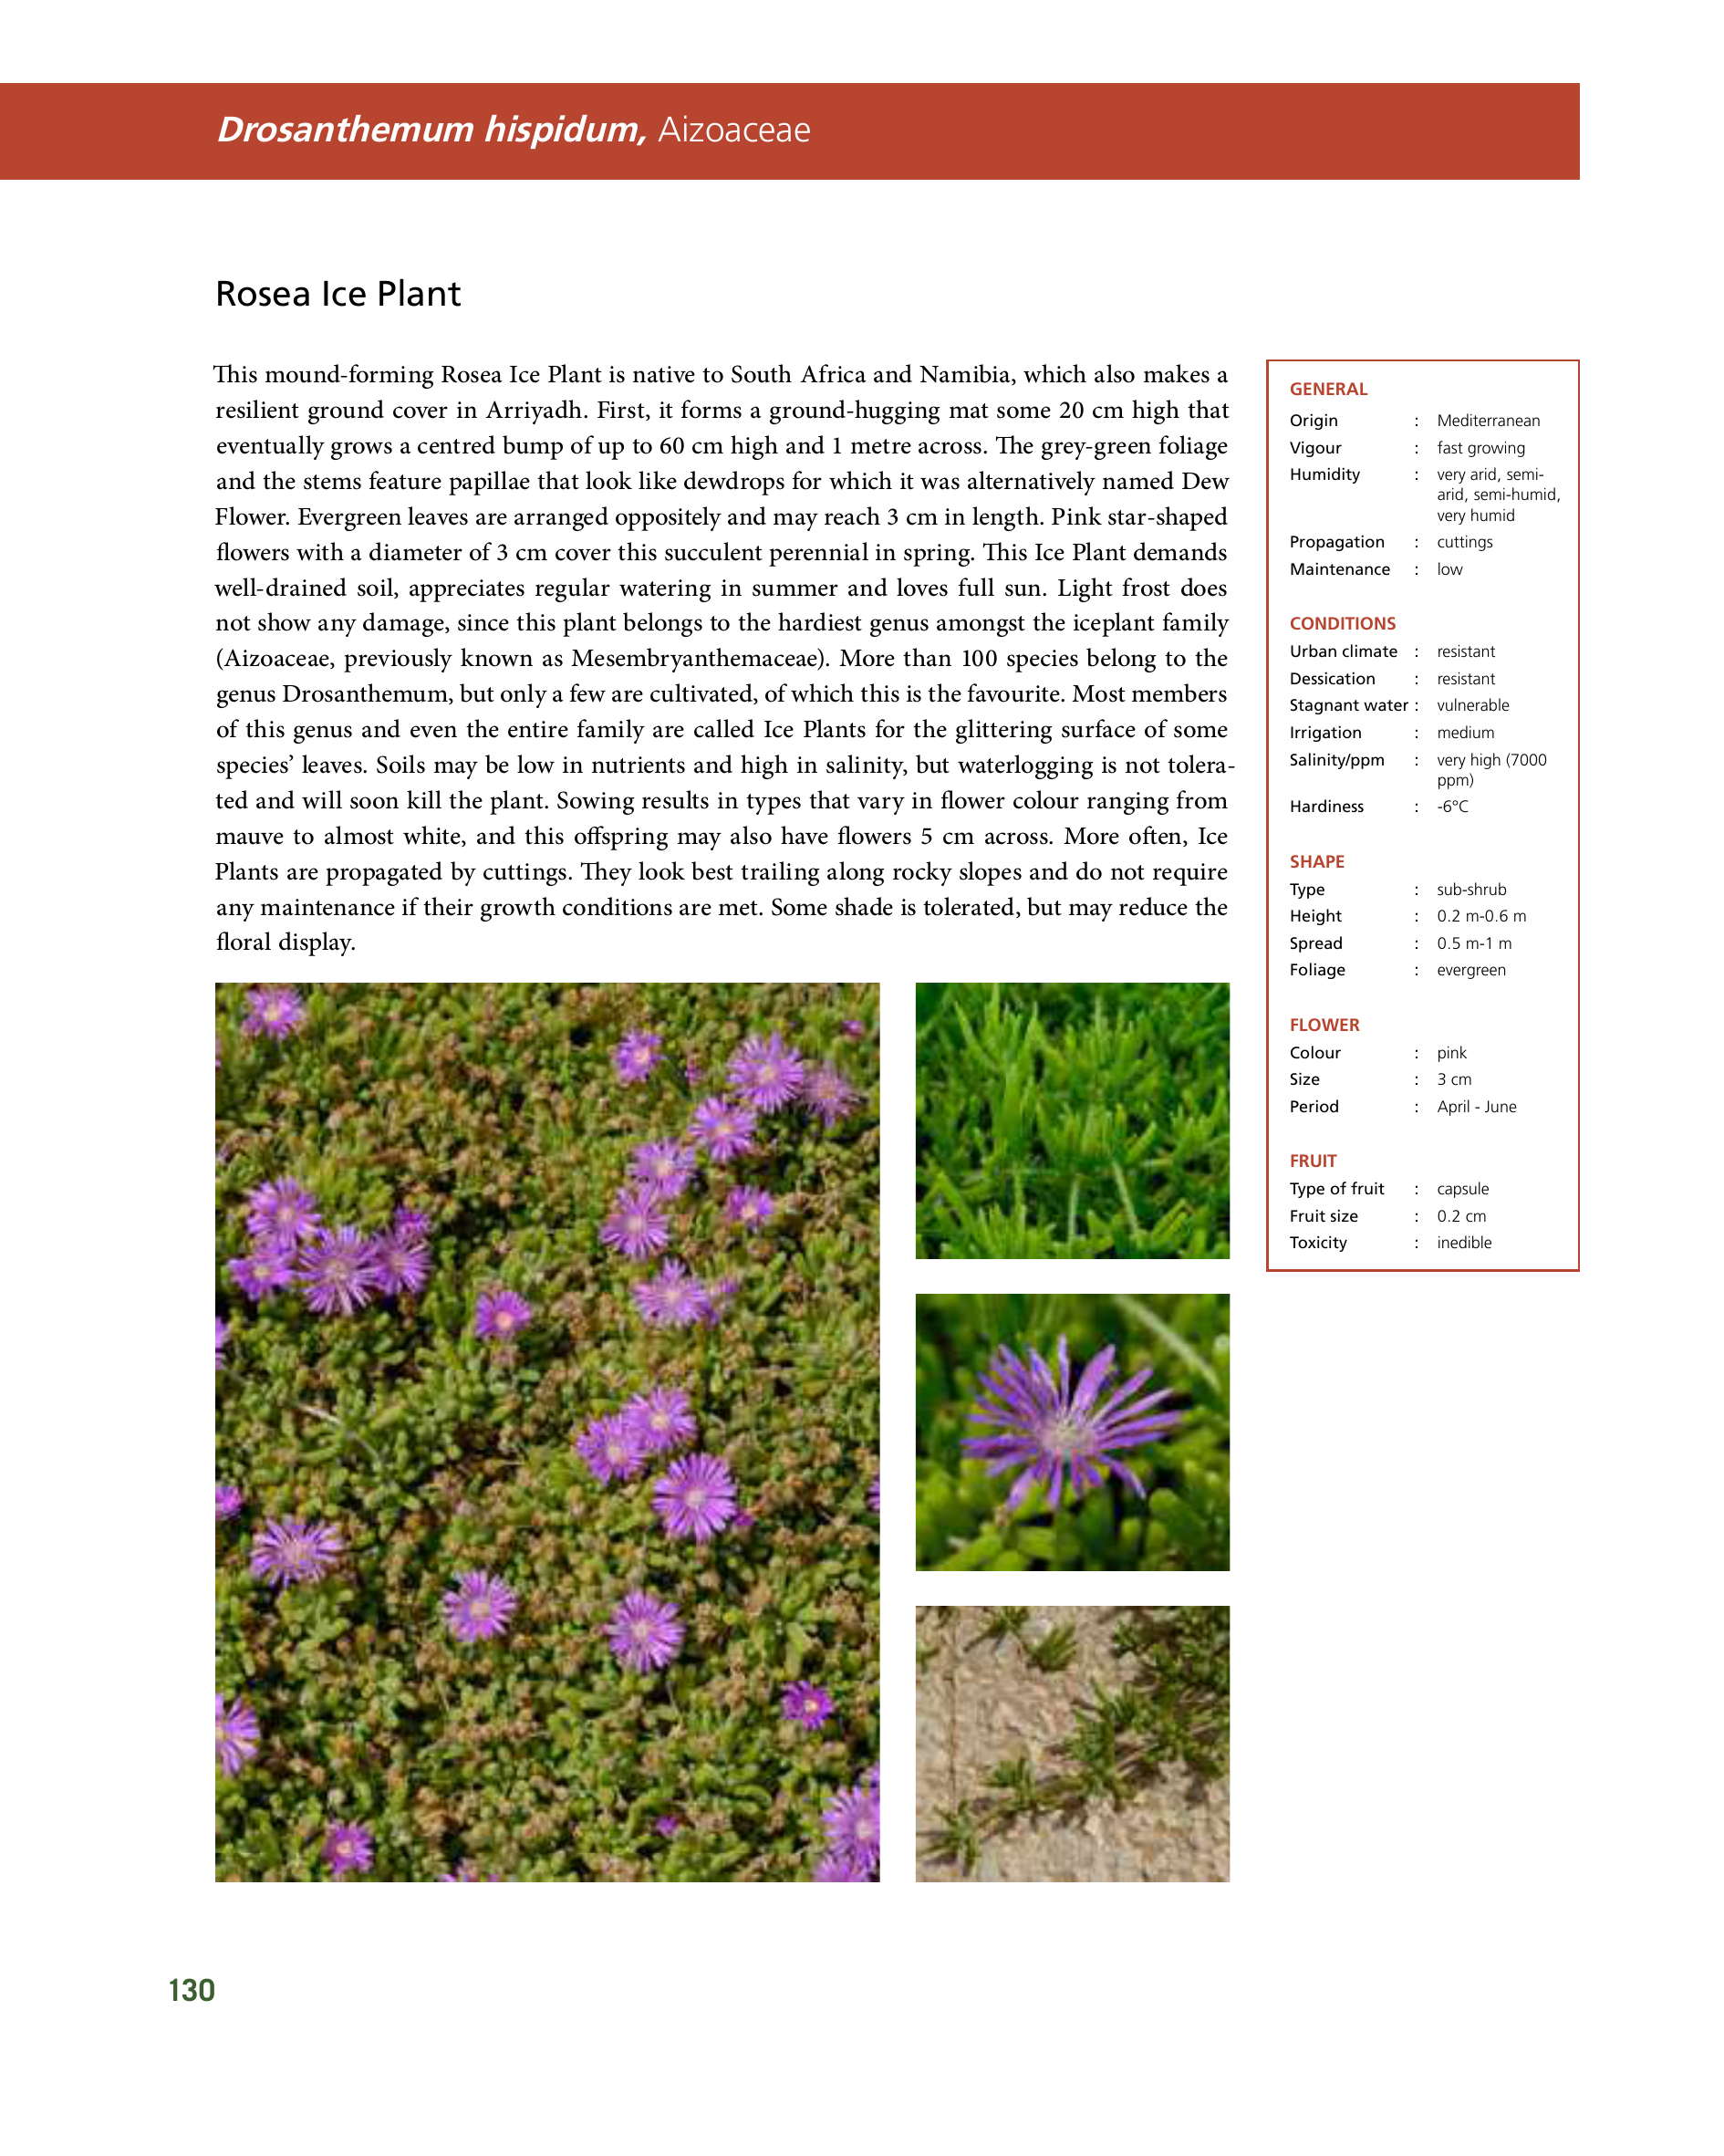 Drosanthemum hispidum, Aizoaceae
Rosea Ice Plant
This mound-forming Rosea Ice Plant is native to South Africa and Namibia, which also makes a
resilient ground cover in Arriyadh. First, it forms a ground-hugging mat some 20 cm high that
eventually grows a centred bump of up to 60 cm high and 1 metre across. The grey-green foliage
and the stems feature papillae that look like dewdrops for which it was alternatively named Dew
Flower. Evergreen leaves are arranged oppositely and may reach 3 cm in length. Pink star-shaped
flowers with a diameter of 3 cm cover this succulent perennial in spring. This Ice Plant demands
well-drained soil, appreciates regular watering in summer and loves full sun. Light frost does
not show any damage, since this plant belongs to the hardiest genus amongst the iceplant family
(Aizoaceae, previously known as Mesembryanthemaceae). More than 100 species belong to the
genus Drosanthemum, but only a few are cultivated, of which this is the favourite. Most members
of this genus and even the entire family are called Ice Plants for the glittering surface of some
species’ leaves. Soils may be low in nutrients and high in salinity, but waterlogging is not tolera-
ted and will soon kill the plant. Sowing results in types that vary in flower colour ranging from
mauve to almost white, and this offspring may also have flowers 5 cm across. More often, Ice
Plants are propagated by cuttings. They look best trailing along rocky slopes and do not require
any maintenance if their growth conditions are met. Some shade is tolerated, but may reduce the
floral display.
GENERAL
Origin : Mediterranean
Vigour : fast growing
Humidity : very arid, semi-
arid, semi-humid,
very humid
Propagation : cuttings
Maintenance : low
CONDITIONS
Urban climate : resistant
Dessication : resistant
Stagnant water : vulnerable
Irrigation : medium
Salinity/ppm : very high (7000
ppm)
Hardiness : -6°C
SHAPE
Type : sub-shrub
Height : 0.2 m-0.6 m
Spread : 0.5 m-1 m
Foliage : evergreen
FLOWER
Colour : pink
Size : 3 cm
Period : April - June
FRUIT
Type of fruit : capsule
Fruit size : 0.2 cm
Toxicity : inedible
130